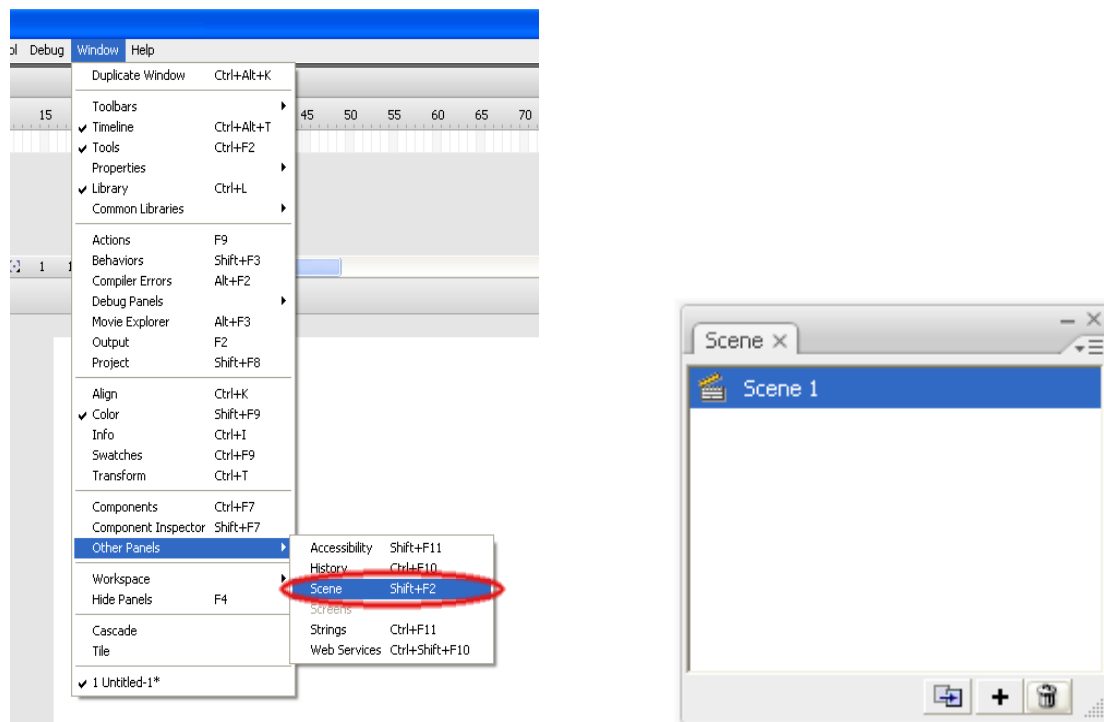 ol Debug Window Help
Duplicate Window Ctrl+Alt+K
Toolbars
15 45 50 55 60 65 70
Timeline Ctrl+Alt+T
Tools Ctrl+F2
Properties
Library Ctrl+L
Common Libraries
Actions F9
Behaviors Shift+F3
1 1
Compiler Errors Alt+F2
Debug Panels
Movie Explorer Alt+F3
Output F2
Project Shift+F8
Align Ctrl+K
Color Shift+F9
Info Ctrl+I
Swatches Ctrl+F9
Transform Ctrl+T
Components Ctrl+F7
Component Inspector Shift+F7
Other Panels
Workspace
Hide Panels F4
Cascade
Tile
1 Untitled-1*
Accessibility Shift+F11
History Ctrl+F10
Scene Shift+F2
Screens
Strings Ctrl+F11
Web Services Ctrl+Shift+F10
Scene
Scene 1